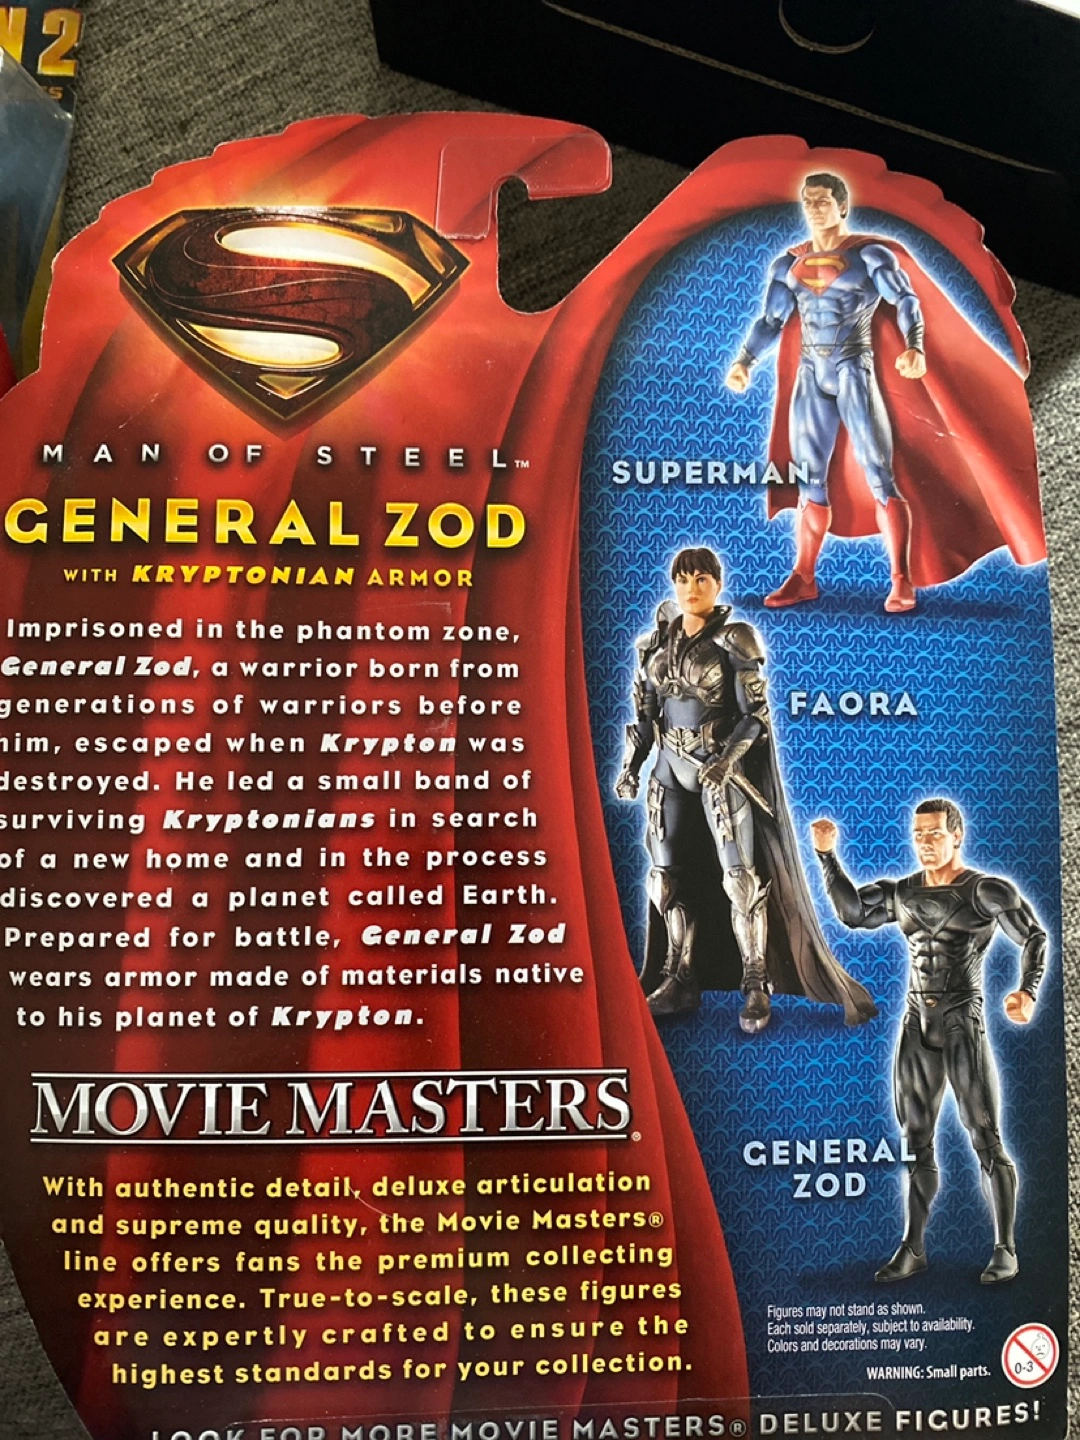 N 2
MAN OF STEEL™
GENERAL ZOD
WITH KRYPTONIAN ARMOR
Imprisoned in the phantom zone,
General Zod, a warrior born from
generations of warriors before
him, escaped when Krypton was
destroyed. He led a small band of
surviving Kryptonians in search
of a new home and in the process
discovered a planet called Earth.
Prepared for battle, General Zod
wears armor made of materials native
to his planet of Krypton.
MOVIE MASTERS®
With authentic detail, deluxe articulation
and supreme quality, the Movie Masters®
line offers fans the premium collecting
experience. True-to-scale, these figures
are expertly crafted to ensure the
highest standards for your collection.
SUPERMAN™
FAORA
GENERAL
ZOD
Figures may not stand as shown.
Each sold separately, subject to availability.
Colors and decorations may vary.
WARNING: Small parts.
0-3
LOOK FOR MORE MOVIE MASTERS® DELUXE FIGURES!